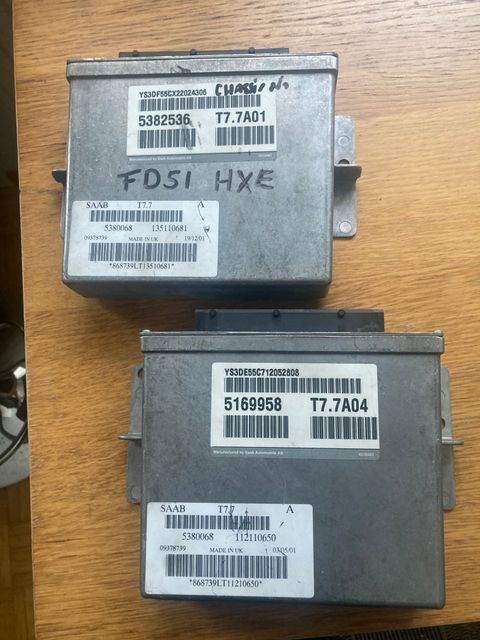 YS3DF55CX22024306 CHASSI No
5382536 T7.7A01
Manufactured by Saab Automobile AB
FD51 HXE
SAAB T7.7 A
5380068 135110681
09378739 MADE IN UK 19/12/01
*868739LT13510681*
YS3DE55C712052808
5169958 T7.7A04
Manufactured by Saab Automobile AB
SAAB T7.7 A
5380068 112110650
09378739 MADE IN UK 03/05/01
*868739LT11210650*